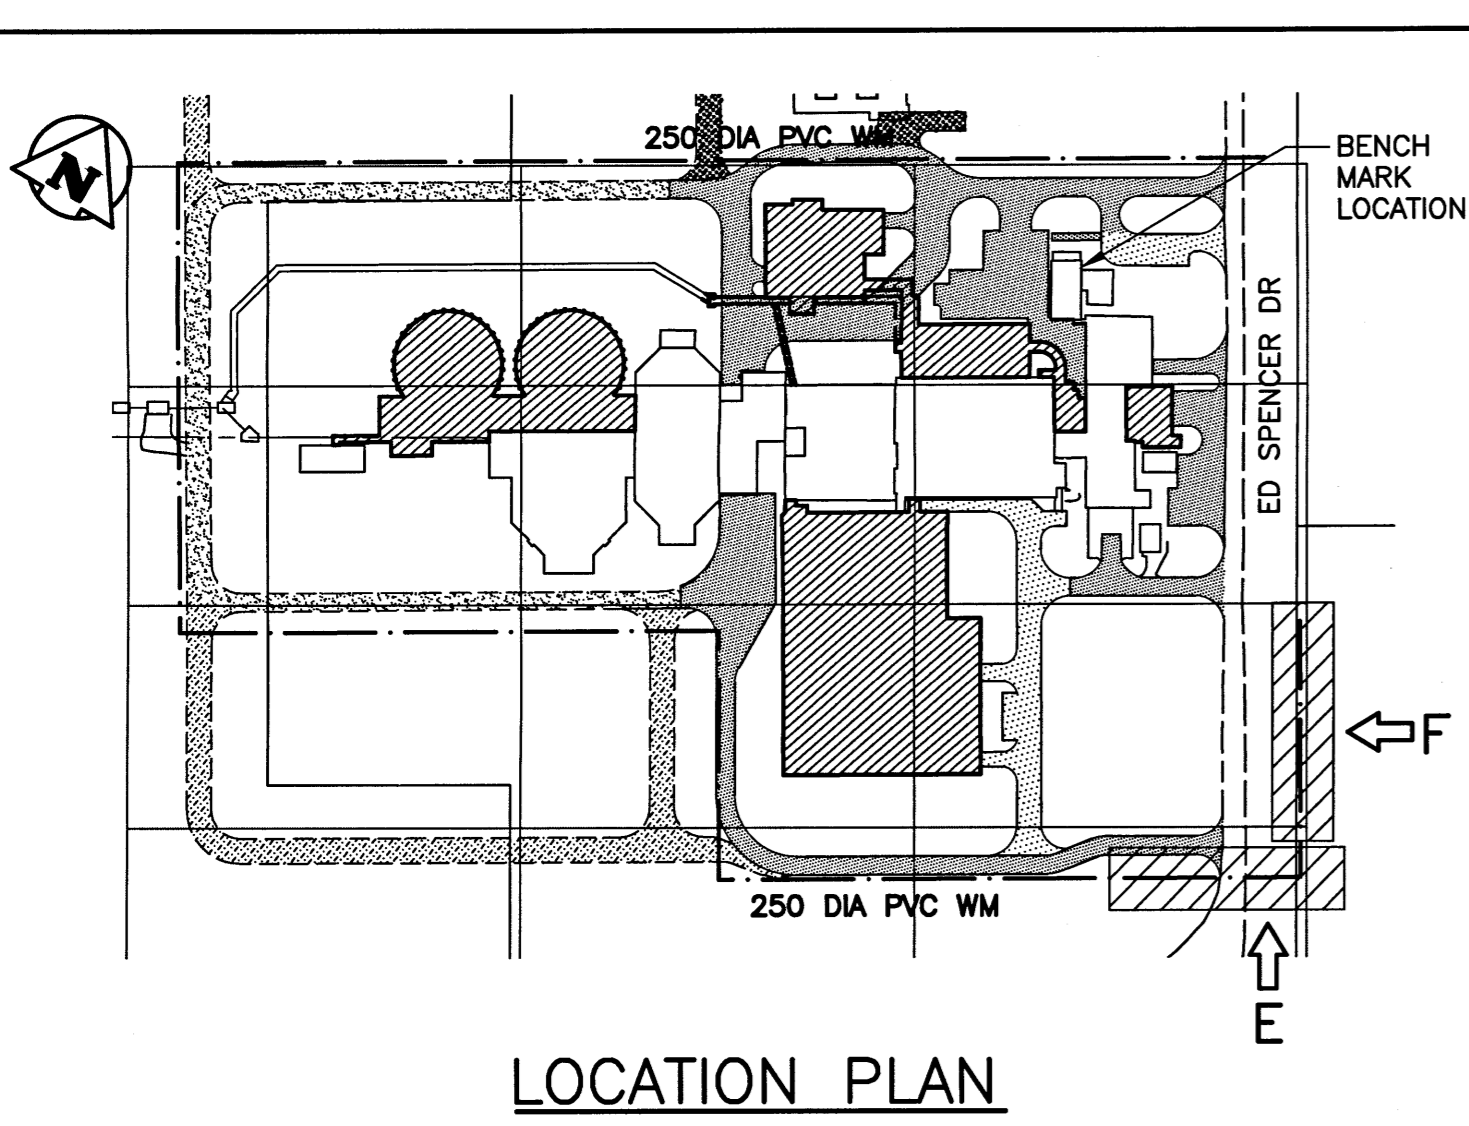 250 DIA PVC WM
BENCH
MARK
LOCATION
N
ED SPENCER DR
F
250 DIA PVC WM
E
LOCATION PLAN